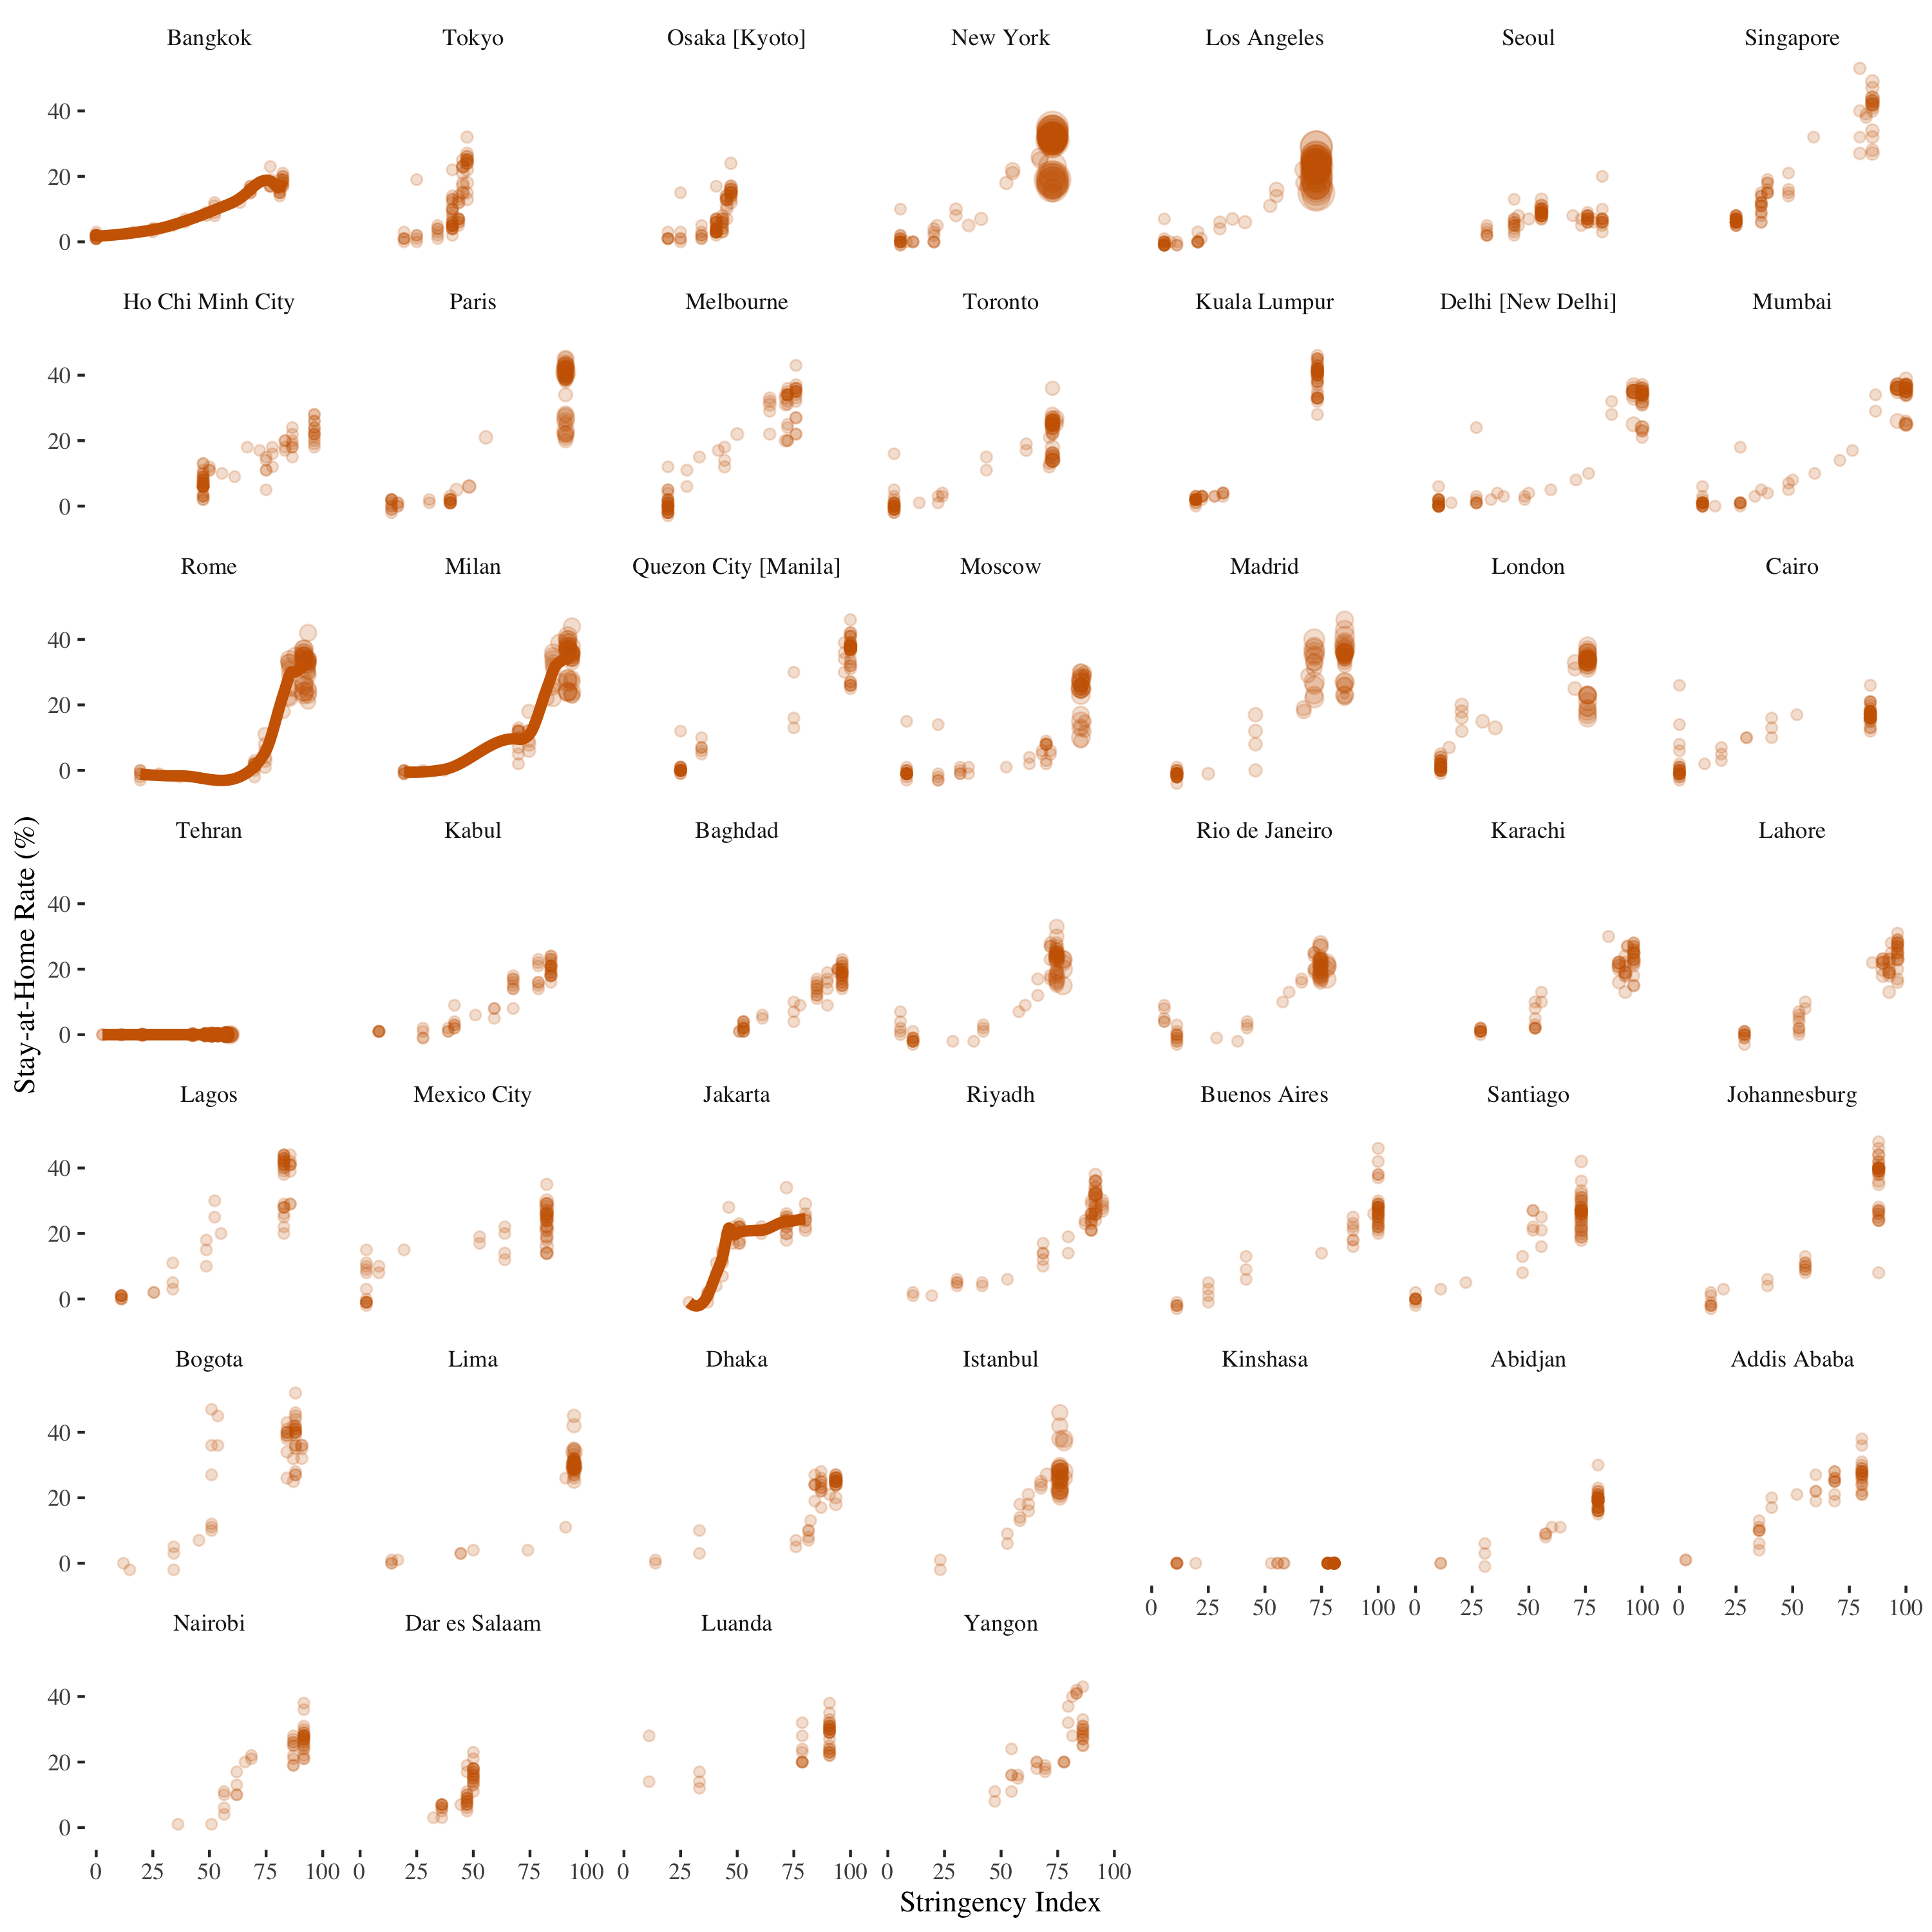 Bangkok Tokyo Osaka [Kyoto] New York Los Angeles Seoul Singapore
40
20
0
Ho Chi Minh City Paris Melbourne Toronto Kuala Lumpur Delhi [New Delhi] Mumbai
40
20
0
Rome Milan Quezon City [Manila] Moscow Madrid London Cairo
40
20
0
Stay-at-Home Rate (%)
Tehran Kabul Baghdad Rio de Janeiro Karachi Lahore
40
20
0
Lagos Mexico City Jakarta Riyadh Buenos Aires Santiago Johannesburg
40
20
0
Bogota Lima Dhaka Istanbul Kinshasa Abidjan Addis Ababa
40
20
0
0 25 50 75 100 0 25 50 75 100 0 25 50 75 100
Nairobi Dar es Salaam Luanda Yangon
40
20
0
0 25 50 75 100 0 25 50 75 100 0 25 50 75 100 0 25 50 75 100
Stringency Index